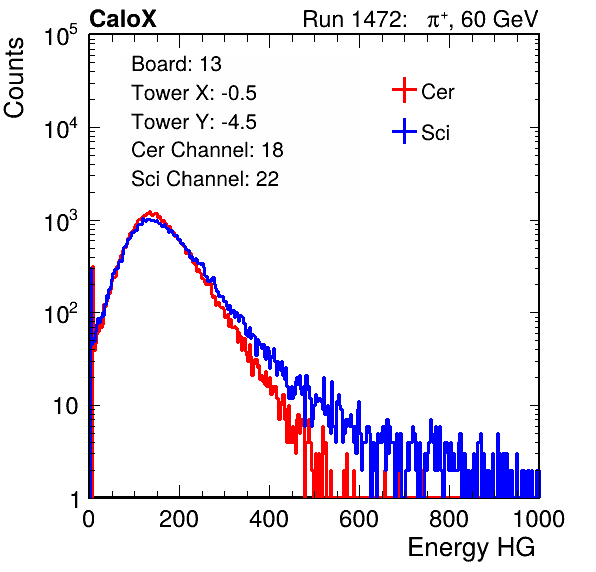 CaloX Run 1472: π⁺, 60 GeV
Counts
10⁵
10⁴
10³
10²
10
1
Board: 13
Tower X: -0.5
Tower Y: -4.5
Cer Channel: 18
Sci Channel: 22
Cer
Sci
0 200 400 600 800 1000
Energy HG